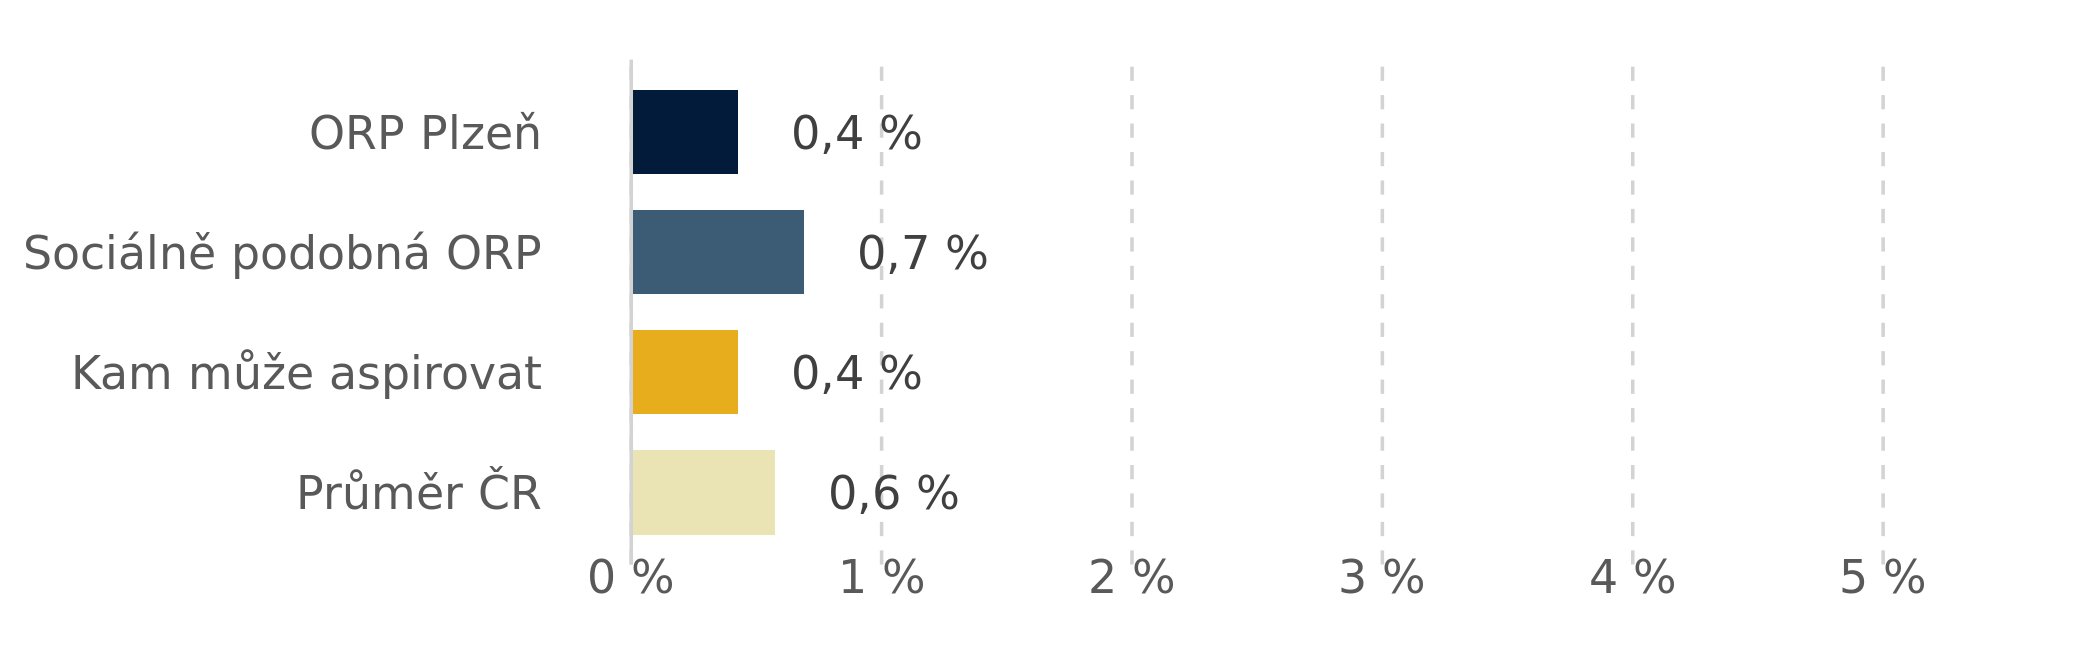 ORP Plzeň 0,4 %
Sociálně podobná ORP 0,7 %
Kam může aspirovat 0,4 %
Průměr ČR 0,6 %
0 % 1 % 2 % 3 % 4 % 5 %